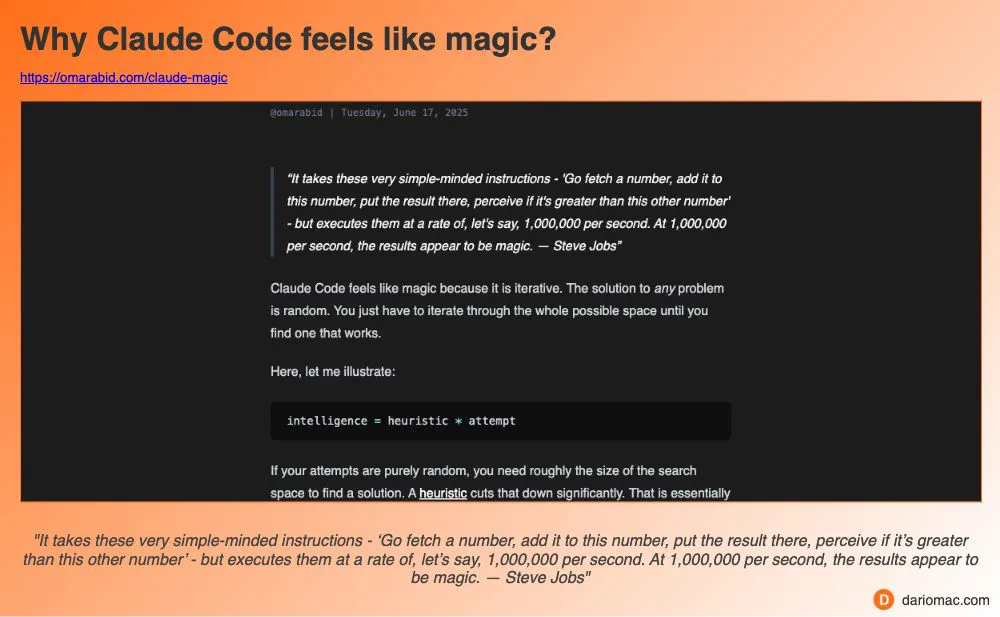 Why Claude Code feels like magic?
https://omarabid.com/claude-magic
@omarabid | Tuesday, June 17, 2025
"It takes these very simple-minded instructions - 'Go fetch a number, add it to
this number, put the result there, perceive if it's greater than this other number'
- but executes them at a rate of, let's say, 1,000,000 per second. At 1,000,000
per second, the results appear to be magic. — Steve Jobs”
Claude Code feels like magic because it is iterative. The solution to any problem
is random. You just have to iterate through the whole possible space until you
find one that works.
Here, let me illustrate:
intelligence = heuristic * attempt
If your attempts are purely random, you need roughly the size of the search
space to find a solution. A heuristic cuts that down significantly. That is essentially
"It takes these very simple-minded instructions - ‘Go fetch a number, add it to this number, put the result there, perceive if it’s greater
than this other number’ - but executes them at a rate of, let’s say, 1,000,000 per second. At 1,000,000 per second, the results appear to
be magic. — Steve Jobs"
D dariomac.com